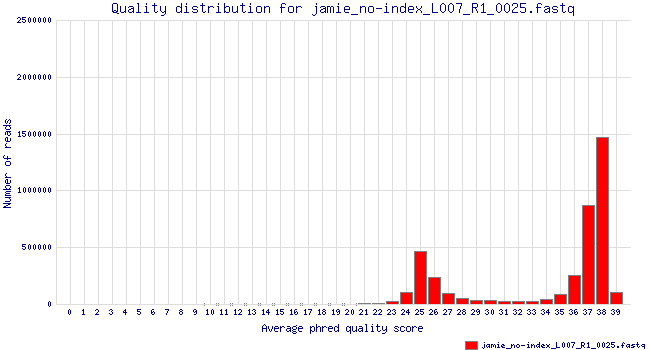 Quality distribution for jamie_no-index_L007_R1_0025.fastq
2500000
2000000
1500000
1000000
500000
0
Number of reads
0 1 2 3 4 5 6 7 8 9 10 11 12 13 14 15 16 17 18 19 20 21 22 23 24 25 26 27 28 29 30 31 32 33 34 35 36 37 38 39
Average phred quality score
jamie_no-index_L007_R1_0025.fastq